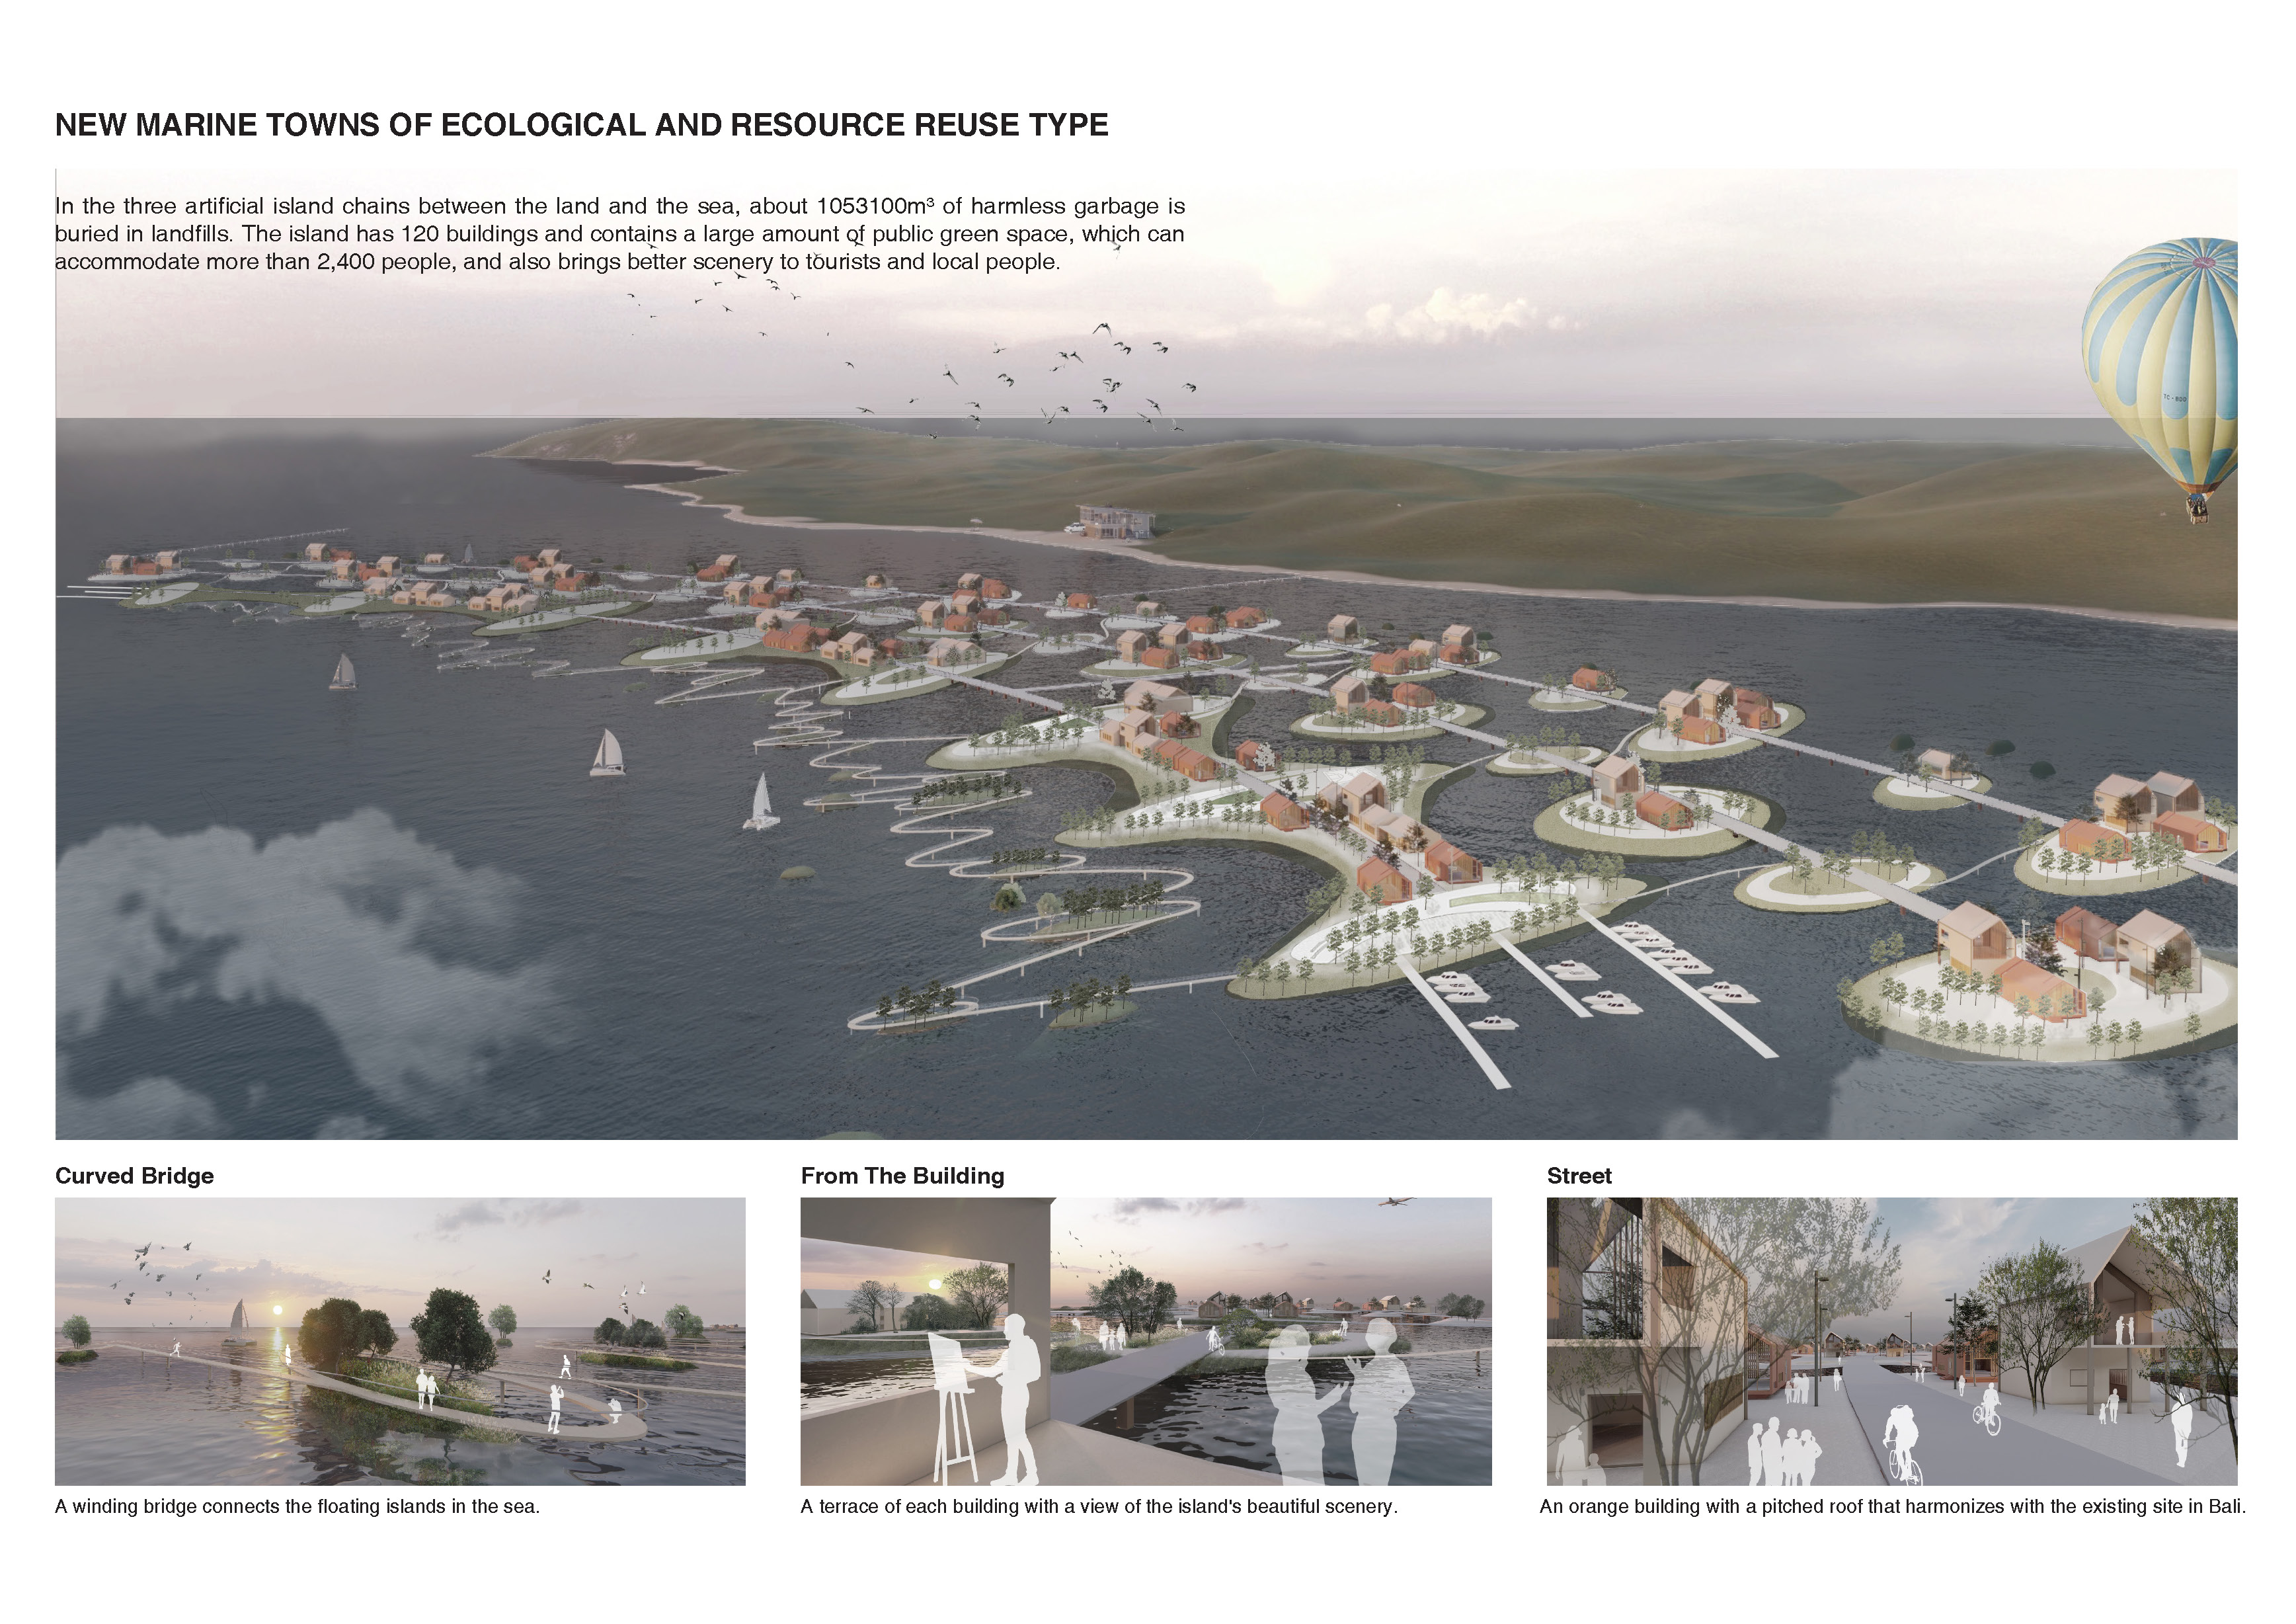 NEW MARINE TOWNS OF ECOLOGICAL AND RESOURCE REUSE TYPE
In the three artificial island chains between the land and the sea, about 1053100m³ of harmless garbage is
buried in landfills. The island has 120 buildings and contains a large amount of public green space, which can
accommodate more than 2,400 people, and also brings better scenery to tourists and local people.
Curved Bridge
From The Building
Street
A winding bridge connects the floating islands in the sea.
A terrace of each building with a view of the island's beautiful scenery.
An orange building with a pitched roof that harmonizes with the existing site in Bali.